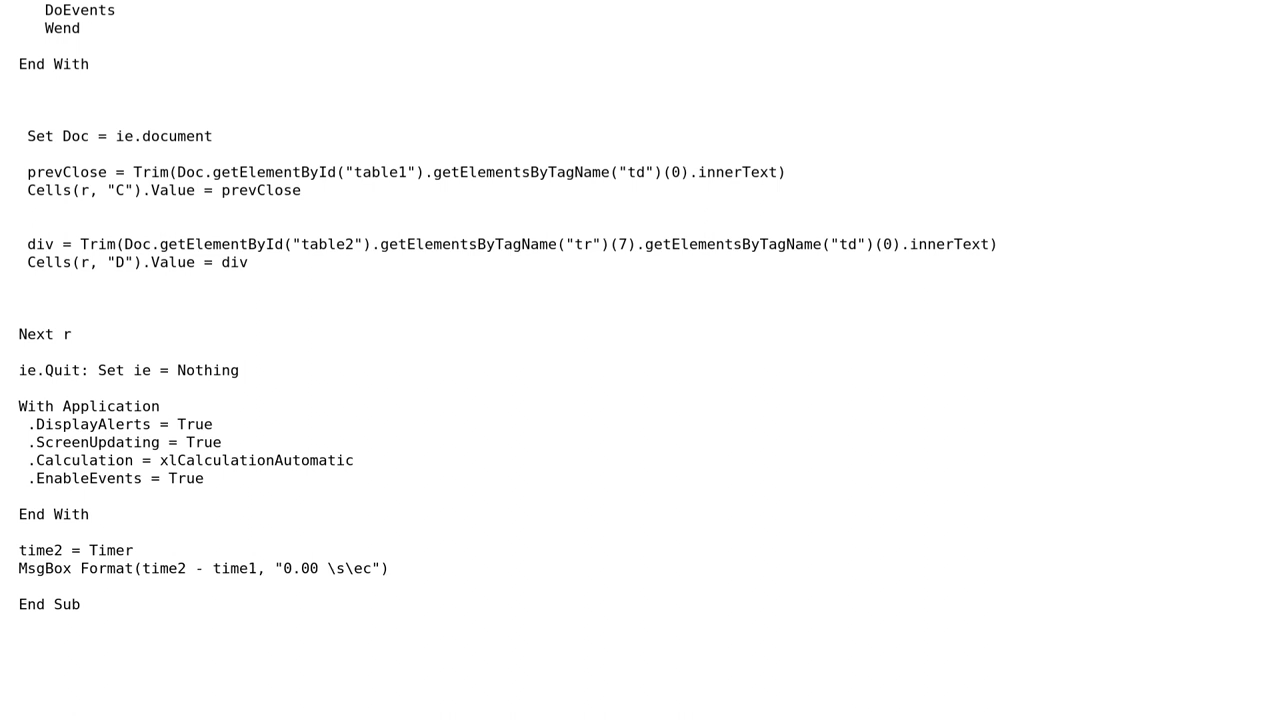 DoEvents
Wend
End With
Set Doc = ie.document
prevClose = Trim(Doc.getElementById("table1").getElementsByTagName("td")(0).innerText)
Cells(r, "C").Value = prevClose
div = Trim(Doc.getElementById("table2").getElementsByTagName("tr")(7).getElementsByTagName("td")(0).innerText)
Cells(r, "D").Value = div
Next r
ie.Quit: Set ie = Nothing
With Application
.DisplayAlerts = True
.ScreenUpdating = True
.Calculation = xlCalculationAutomatic
.EnableEvents = True
End With
time2 = Timer
MsgBox Format(time2 - time1, "0.00 \s\ec")
End Sub